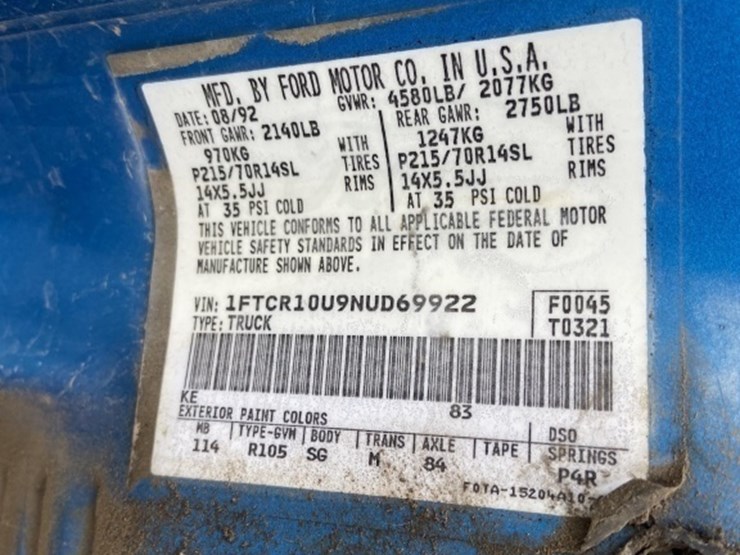 MFD. BY FORD MOTOR CO. IN U.S.A.
DATE: 08/92 GVWR: 4580LB/ 2077KG
FRONT GAWR: 2140LB REAR GAWR: 2750LB
970KG WITH 1247KG WITH
P215/70R14SL TIRES P215/70R14SL TIRES
14X5.5JJ RIMS 14X5.5JJ RIMS
AT 35 PSI COLD AT 35 PSI COLD
THIS VEHICLE CONFORMS TO ALL APPLICABLE FEDERAL MOTOR
VEHICLE SAFETY STANDARDS IN EFFECT ON THE DATE OF
MANUFACTURE SHOWN ABOVE.
VIN: 1FTCR10U9NUD69922 F0045
TYPE: TRUCK T0321
KE 83
EXTERIOR PAINT COLORS DSO
WB TYPE-GVW BODY TRANS AXLE TAPE SPRINGS
114 R105 SG M 84 P4R
FOTA-15204A10-